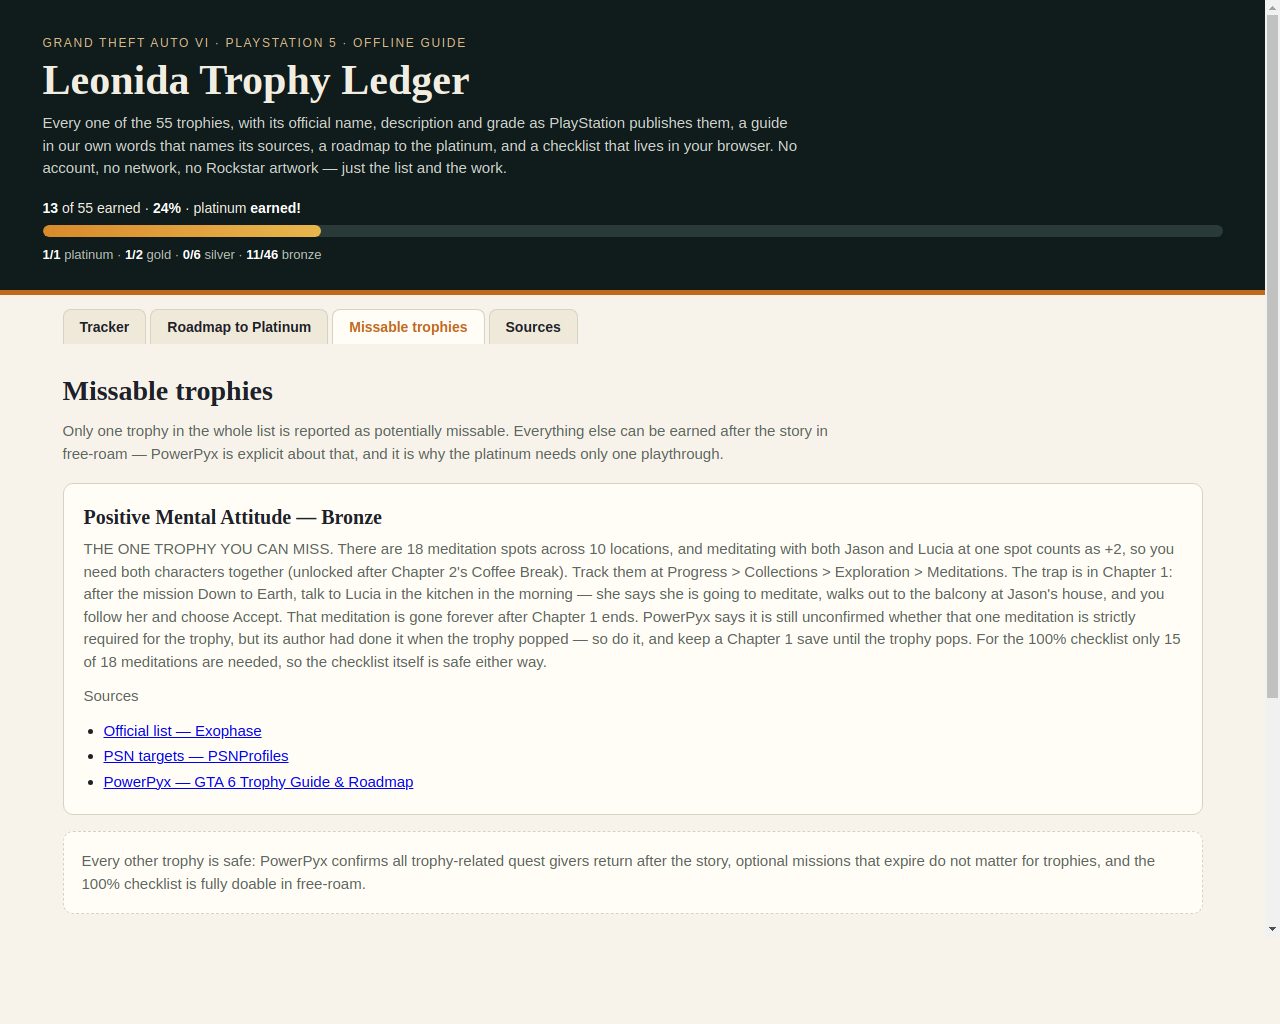 GRAND THEFT AUTO VI · PLAYSTATION 5 · OFFLINE GUIDE
Leonida Trophy Ledger
Every one of the 55 trophies, with its official name, description and grade as PlayStation publishes them, a guide
in our own words that names its sources, a roadmap to the platinum, and a checklist that lives in your browser. No
account, no network, no Rockstar artwork — just the list and the work.
13 of 55 earned · 24% · platinum earned!
1/1 platinum · 1/2 gold · 0/6 silver · 11/46 bronze
Tracker
Roadmap to Platinum
Missable trophies
Sources
Missable trophies
Only one trophy in the whole list is reported as potentially missable. Everything else can be earned after the story in
free-roam — PowerPyx is explicit about that, and it is why the platinum needs only one playthrough.
Positive Mental Attitude — Bronze
THE ONE TROPHY YOU CAN MISS. There are 18 meditation spots across 10 locations, and meditating with both Jason and Lucia at one spot counts as +2, so you
need both characters together (unlocked after Chapter 2's Coffee Break). Track them at Progress > Collections > Exploration > Meditations. The trap is in Chapter 1:
after the mission Down to Earth, talk to Lucia in the kitchen in the morning — she says she is going to meditate, walks out to the balcony at Jason's house, and you
follow her and choose Accept. That meditation is gone forever after Chapter 1 ends. PowerPyx says it is still unconfirmed whether that one meditation is strictly
required for the trophy, but its author had done it when the trophy popped — so do it, and keep a Chapter 1 save until the trophy pops. For the 100% checklist only 15
of 18 meditations are needed, so the checklist itself is safe either way.
Sources
Official list — Exophase
PSN targets — PSNProfiles
PowerPyx — GTA 6 Trophy Guide & Roadmap
Every other trophy is safe: PowerPyx confirms all trophy-related quest givers return after the story, optional missions that expire do not matter for trophies, and the
100% checklist is fully doable in free-roam.